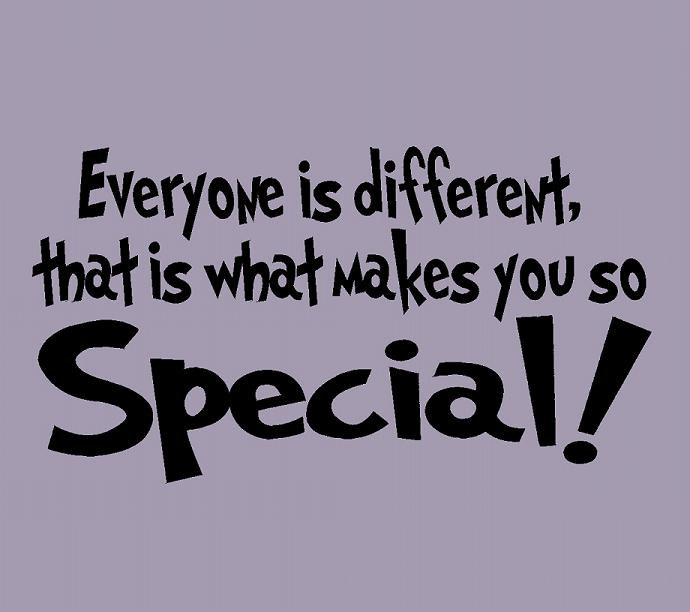 Everyone is different,
that is what makes you so
Special!